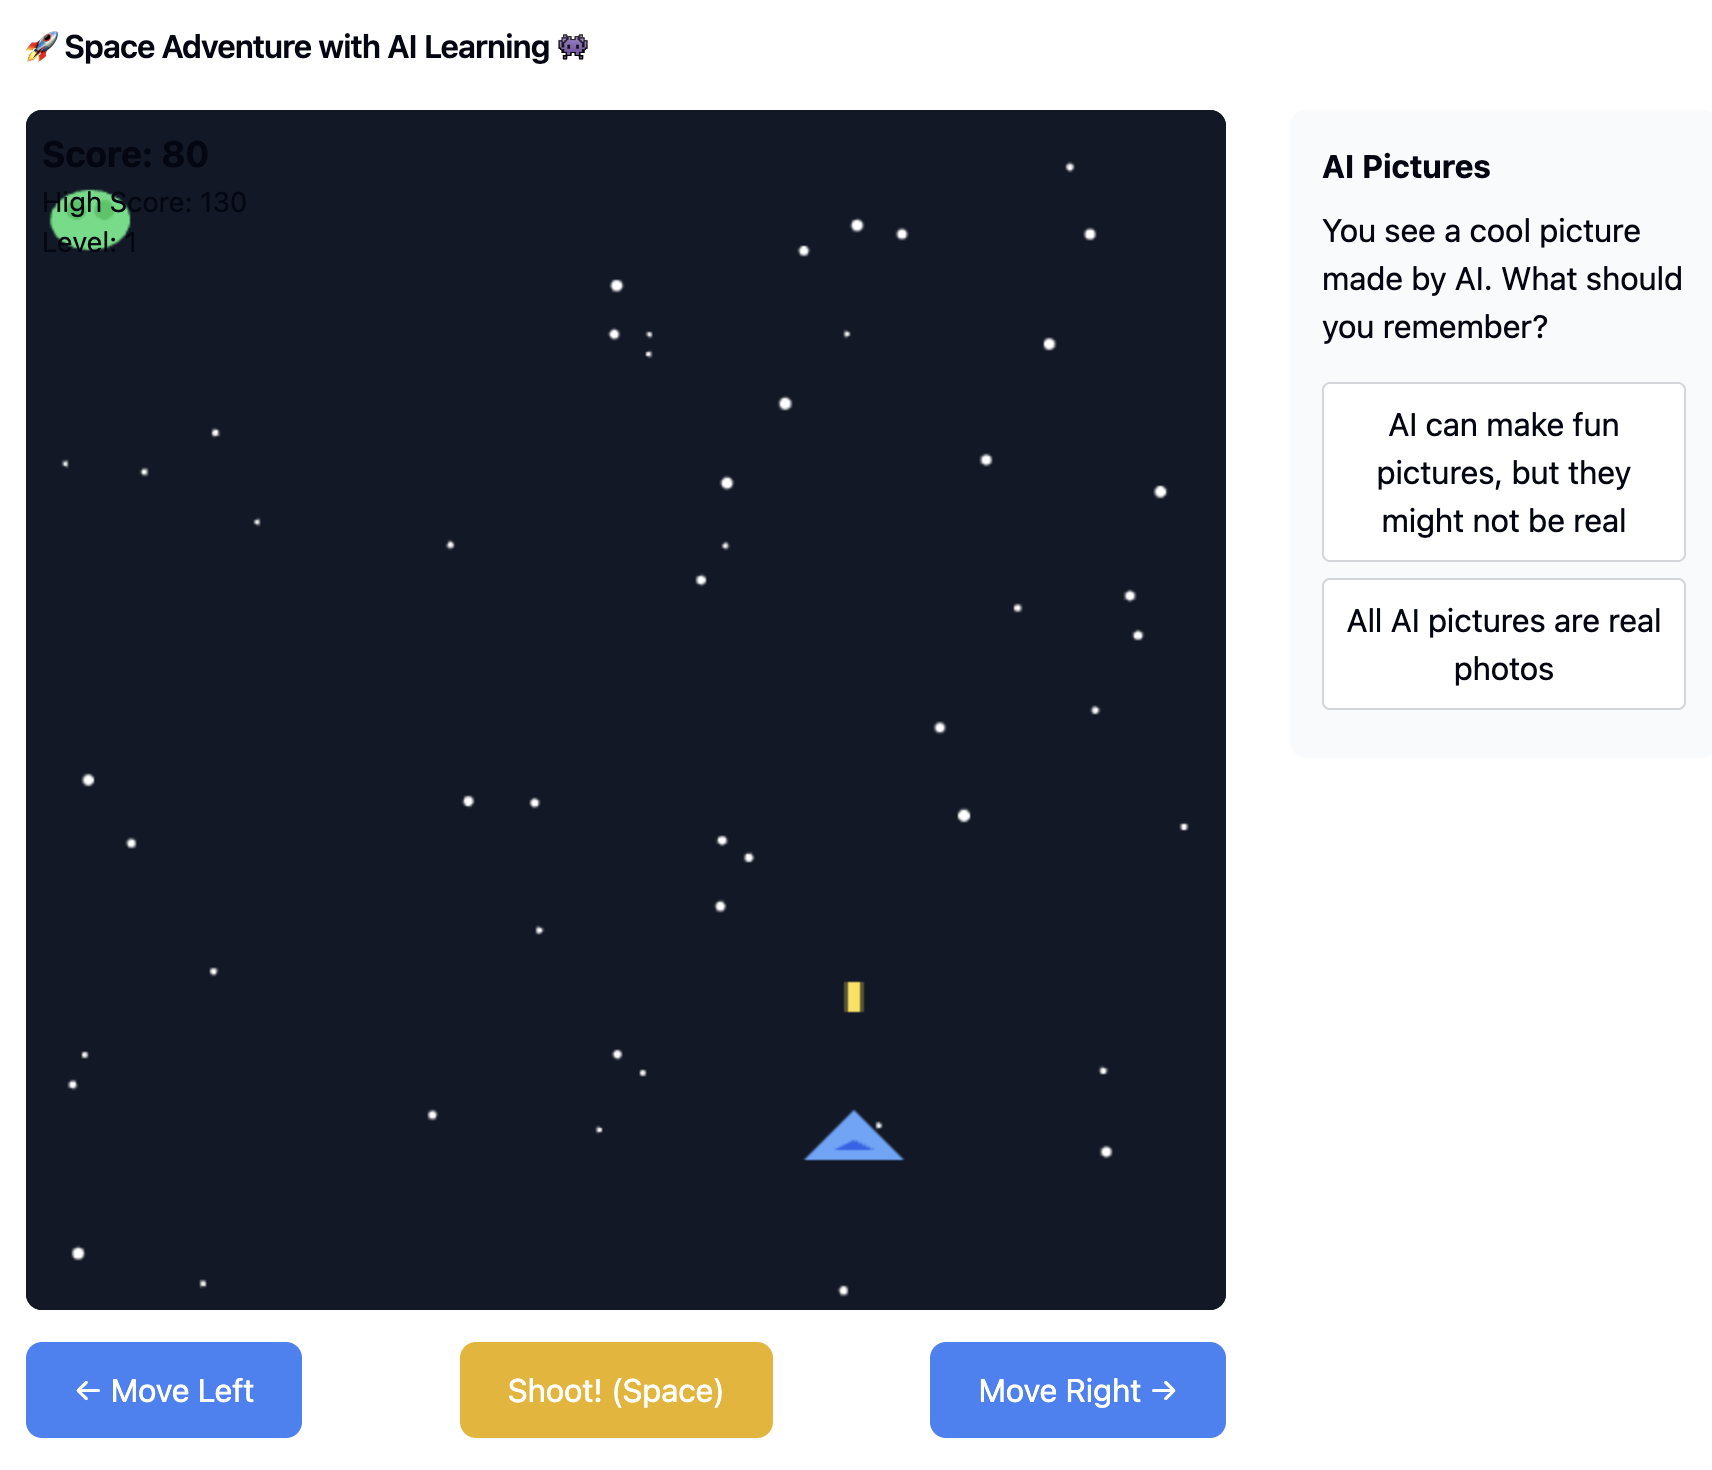 🚀 Space Adventure with AI Learning 👾
Score: 80
High Score: 130
Level: 1
AI Pictures
You see a cool picture
made by AI. What should
you remember?
AI can make fun
pictures, but they
might not be real
All AI pictures are real
photos
← Move Left
Shoot! (Space)
Move Right →